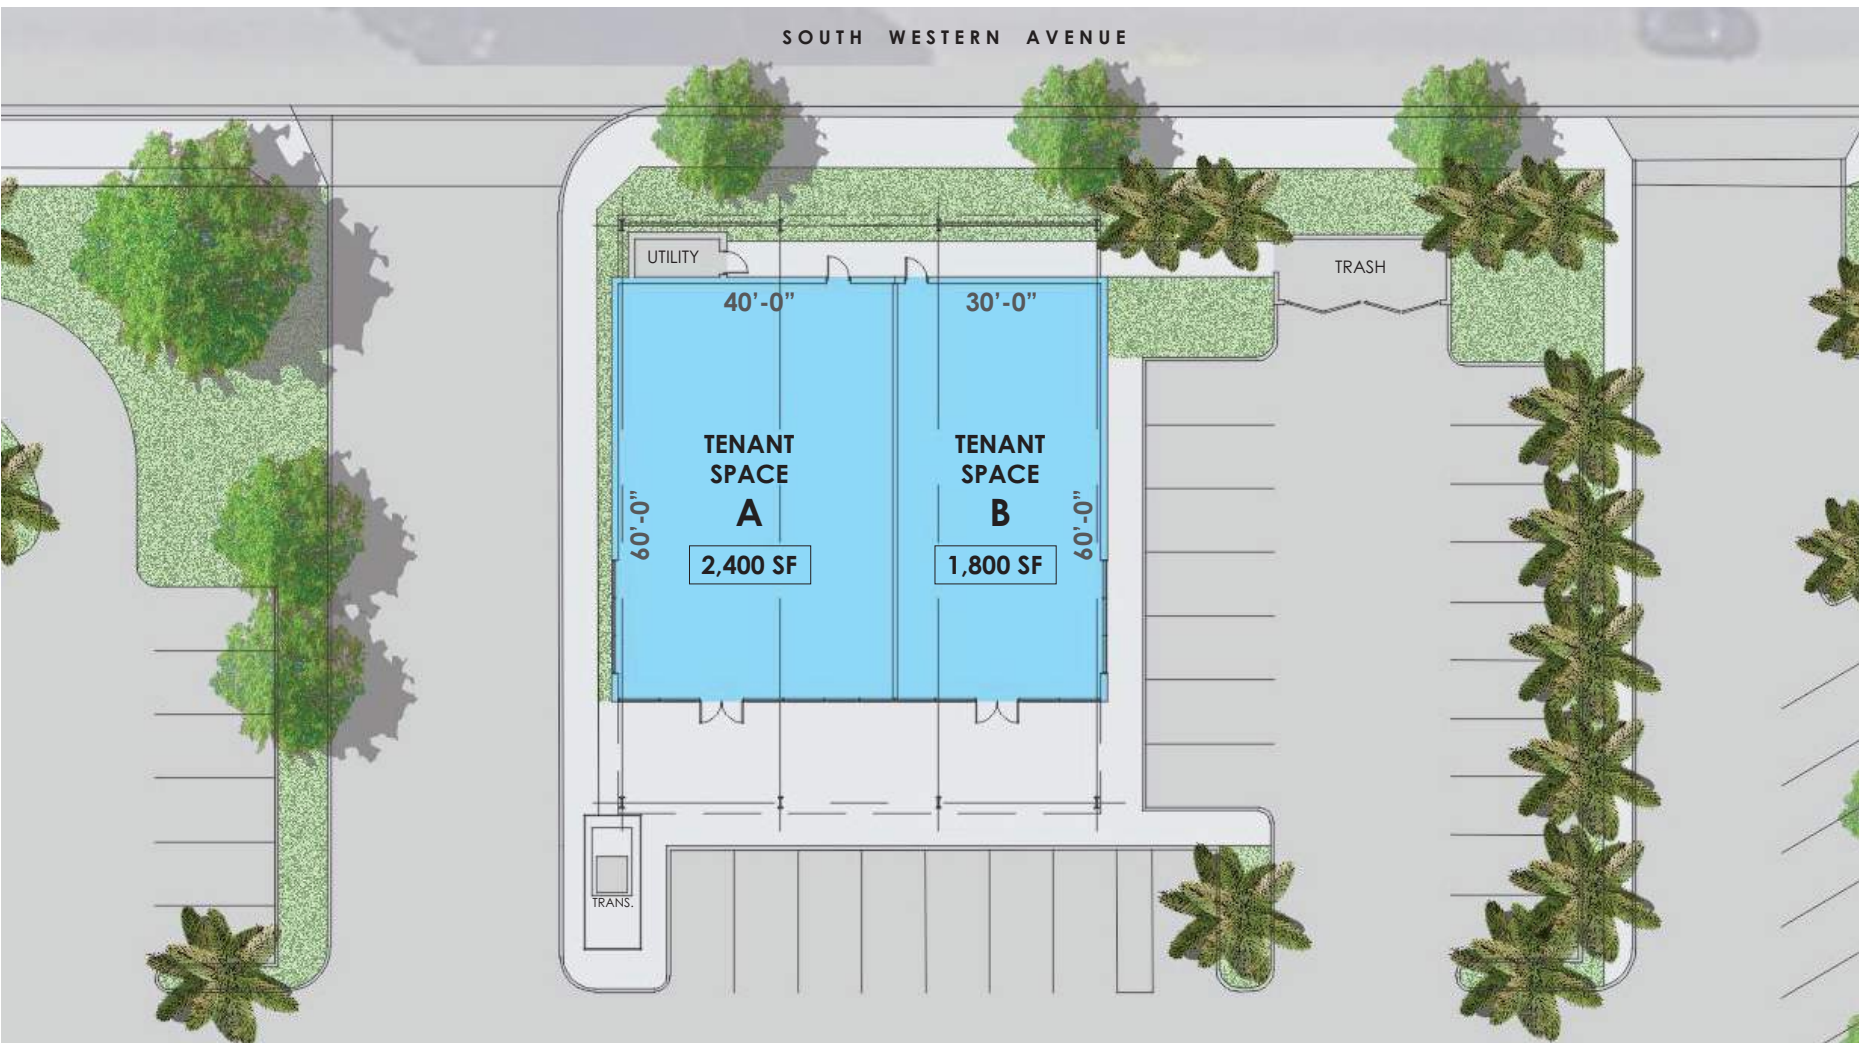 SOUTH WESTERN AVENUE
UTILITY
TRASH
40’-0”
30’-0”
TENANT
SPACE
A
2,400 SF
60’-0”
TENANT
SPACE
B
1,800 SF
60’-0”
TRANS.